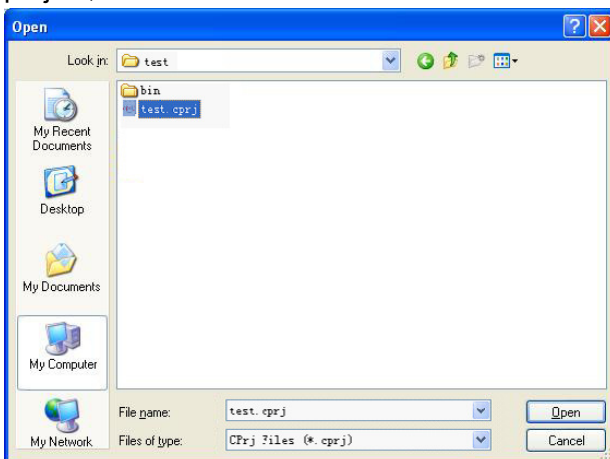 Open
Look in: test
bin
test.cprj
My Recent
Documents
Desktop
My Documents
My Computer
My Network
File name: test.cprj
Open
Files of type: CPrj ?iles (*.cprj)
Cancel